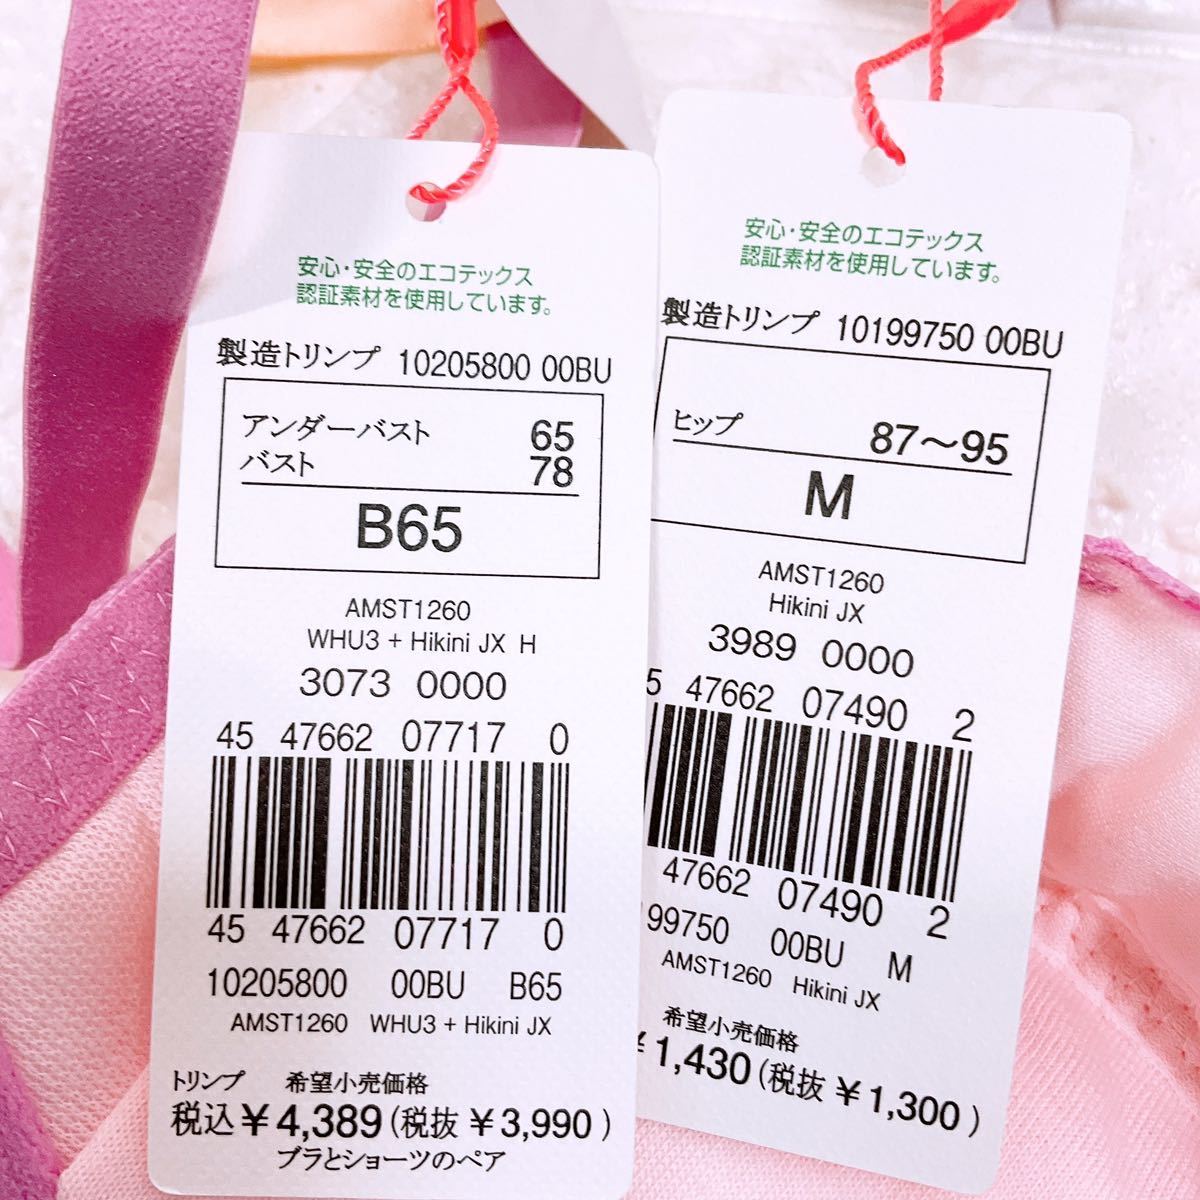 安心・安全のエコテックス
認証素材を使用しています。
製造トリンプ 10205800 00BU
アンダーバスト 65
バスト 78
B65
AMST1260
WHU3 + Hikini JX H
3073 0000
45 47662 07717 0
45 47662 07717 0
10205800 00BU B65
AMST1260 WHU3 + Hikini JX
トリンプ 希望小売価格
税込¥4,389(税抜¥3,990)
ブラとショーツのペア
安心・安全のエコテックス
認証素材を使用しています。
製造トリンプ 10199750 00BU
ヒップ 87～95
M
AMST1260
Hikini JX
3989 0000
5 47662 07490 2
47662 07490 2
99750 00BU M
AMST1260 Hikini JX
希望小売価格
¥1,430(税抜¥1,300)